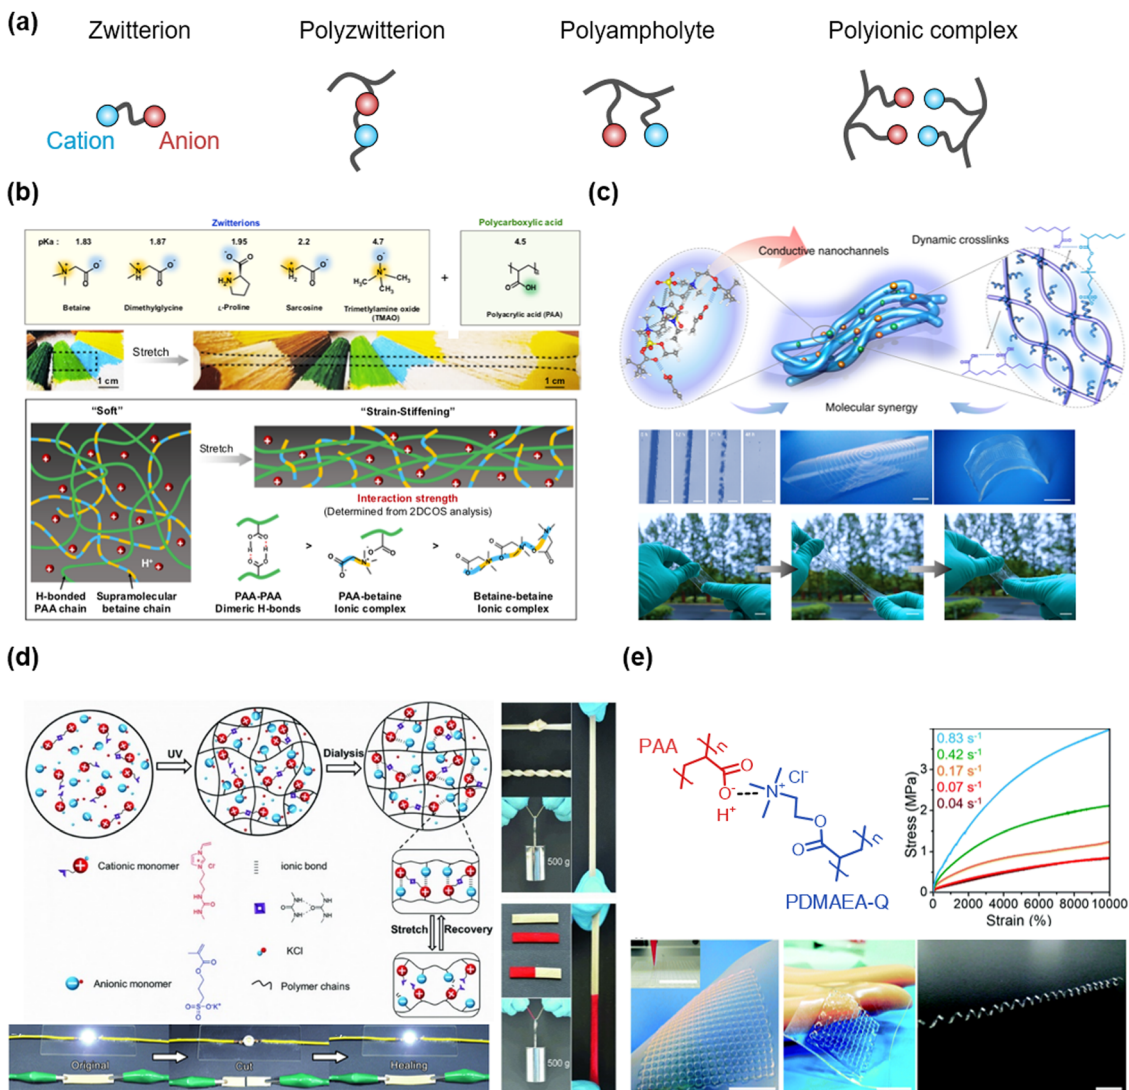 (a)
Zwitterion
Polyzwitterion
Polyampholyte
Polyionic complex
Cation
Anion
(b)
Zwitterions
Polycarboxylic acid
pKa : 1.83 1.87 1.95 2.2 4.7
4.5
Betaine
Dimethylglycine
L-Proline
Sarcosine
Trimetlylamine oxide
(TMAO)
+
Polyacrylic acid (PAA)
Stretch
1 cm
1 cm
"Soft"
"Strain-Stiffening"
Stretch
Interaction strength
(Determined from 2DCOS analysis)
H+
> >
H-bonded
PAA chain
Supramolecular
betaine chain
PAA-PAA
Dimeric H-bonds
PAA-betaine
Ionic complex
Betaine-betaine
Ionic complex
(c)
Conductive nanochannels
Dynamic crosslinks
Molecular synergy
(d)
UV
Dialysis
Cationic monomer
ionic bond
KCl
Anionic monomer
Polymer chains
Stretch
Recovery
500 g
500 g
Original
Cut
Healing
(e)
PAA
n
O
O-
H+
Cl-
N+
O
O
n
PDMAEA-Q
0.83 s-1
0.42 s-1
0.17 s-1
0.07 s-1
0.04 s-1
Stress (MPa)
3
2
1
0
0 2000 4000 6000 8000 10000
Strain (%)